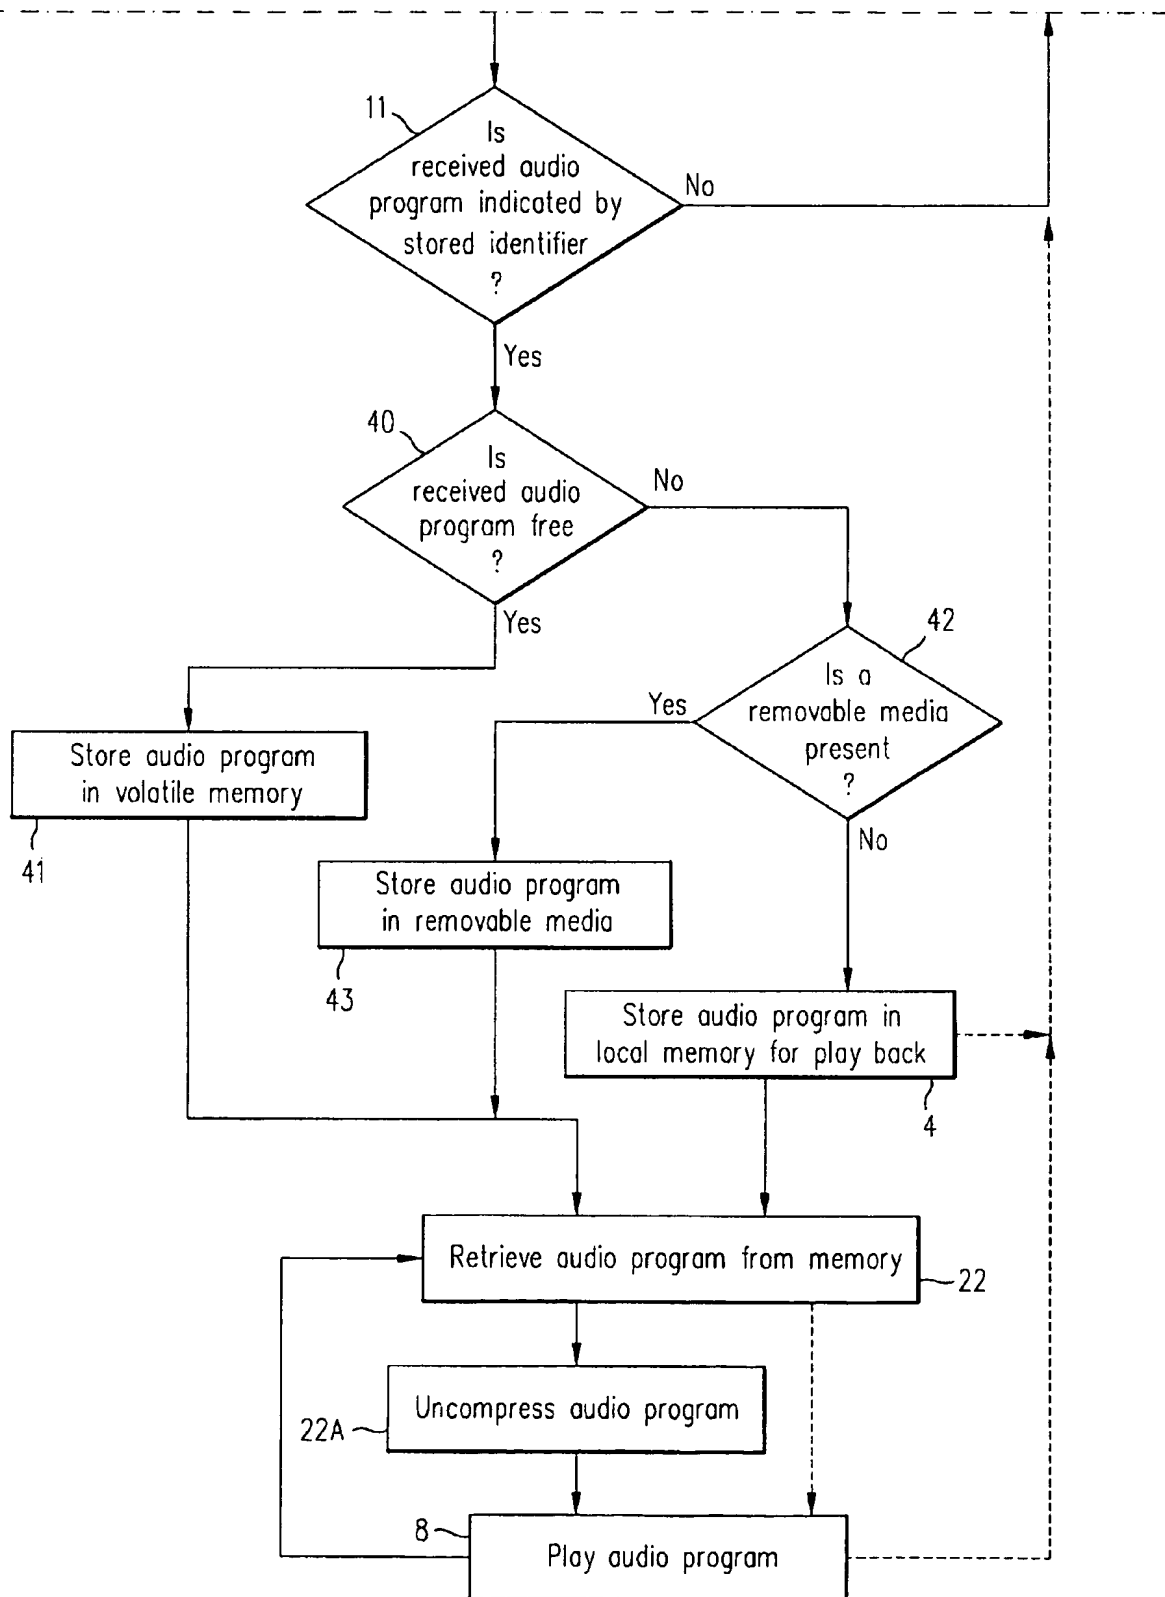 11
Is
received audio
program indicated by
stored identifier
?
No
Yes
40
Is
received audio
program free
?
No
Yes
42
Is a
removable media
present
?
Yes
No
Store audio program
in volatile memory
41
Store audio program
in removable media
43
Store audio program in
local memory for play back
4
Retrieve audio program from memory
22
Uncompress audio program
22A
8
Play audio program